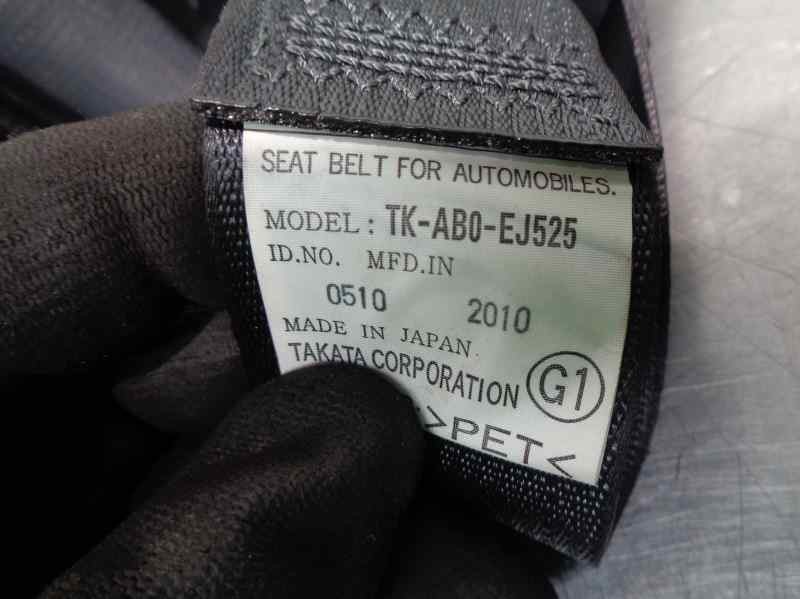 SEAT BELT FOR AUTOMOBILES.
MODEL: TK-AB0-EJ525
ID.NO. MFD.IN
0510 2010
MADE IN JAPAN
TAKATA CORPORATION G1
>PET<